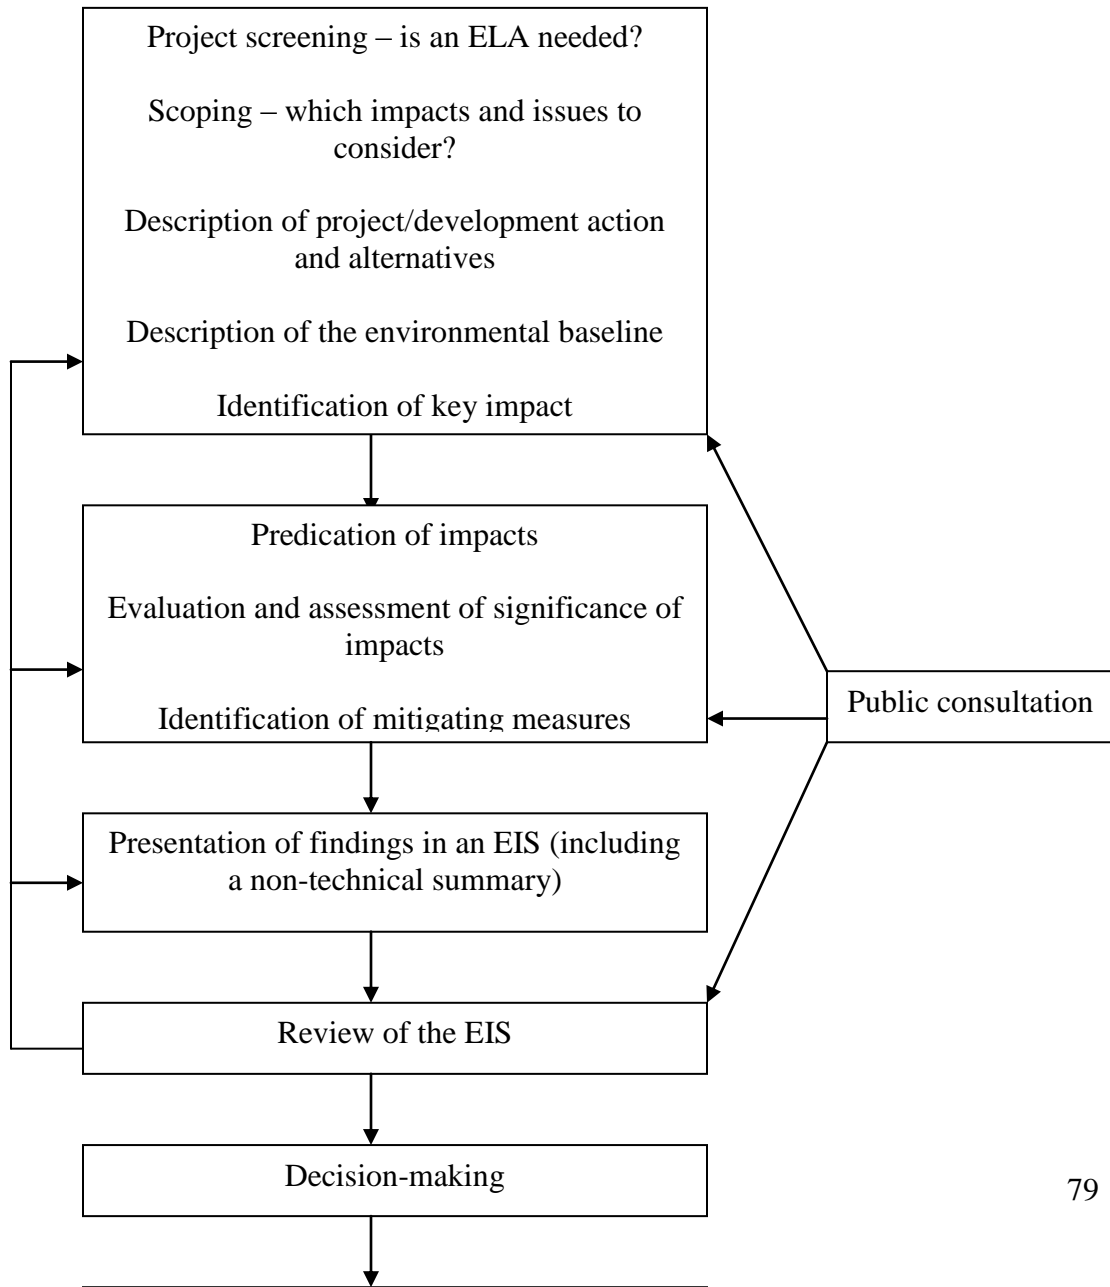 Project screening – is an ELA needed?
Scoping – which impacts and issues to
consider?
Description of project/development action
and alternatives
Description of the environmental baseline
Identification of key impact
Predication of impacts
Evaluation and assessment of significance of
impacts
Identification of mitigating measures
Public consultation
Presentation of findings in an EIS (including
a non-technical summary)
Review of the EIS
Decision-making
79